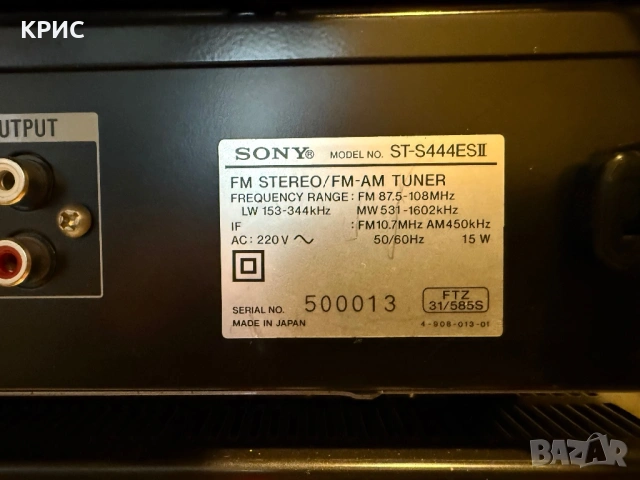 КРИС
OUTPUT
SONY® MODEL NO. ST-S444ESII
FM STEREO/FM-AM TUNER
FREQUENCY RANGE: FM 87.5-108MHz
LW 153-344kHz MW 531-1602kHz
IF :FM10.7MHz AM450kHz
AC: 220V ~ 50/60Hz 15 W
SERIAL NO. 500013
FTZ
31/585S
MADE IN JAPAN 4-908-013-01
BAZAR